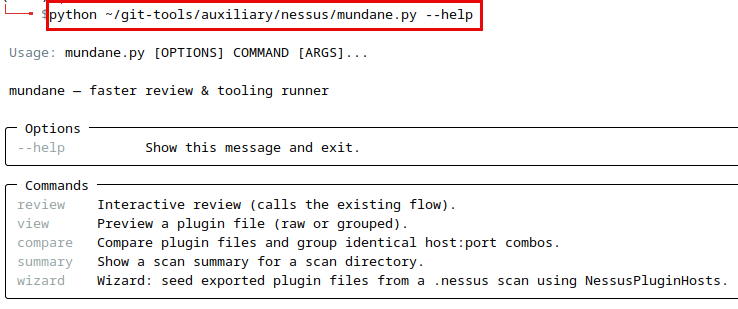 $python ~/git-tools/auxiliary/nessus/mundane.py --help
Usage: mundane.py [OPTIONS] COMMAND [ARGS]...
mundane — faster review & tooling runner
Options
--help Show this message and exit.
Commands
review Interactive review (calls the existing flow).
view Preview a plugin file (raw or grouped).
compare Compare plugin files and group identical host:port combos.
summary Show a scan summary for a scan directory.
wizard Wizard: seed exported plugin files from a .nessus scan using NessusPluginHosts.